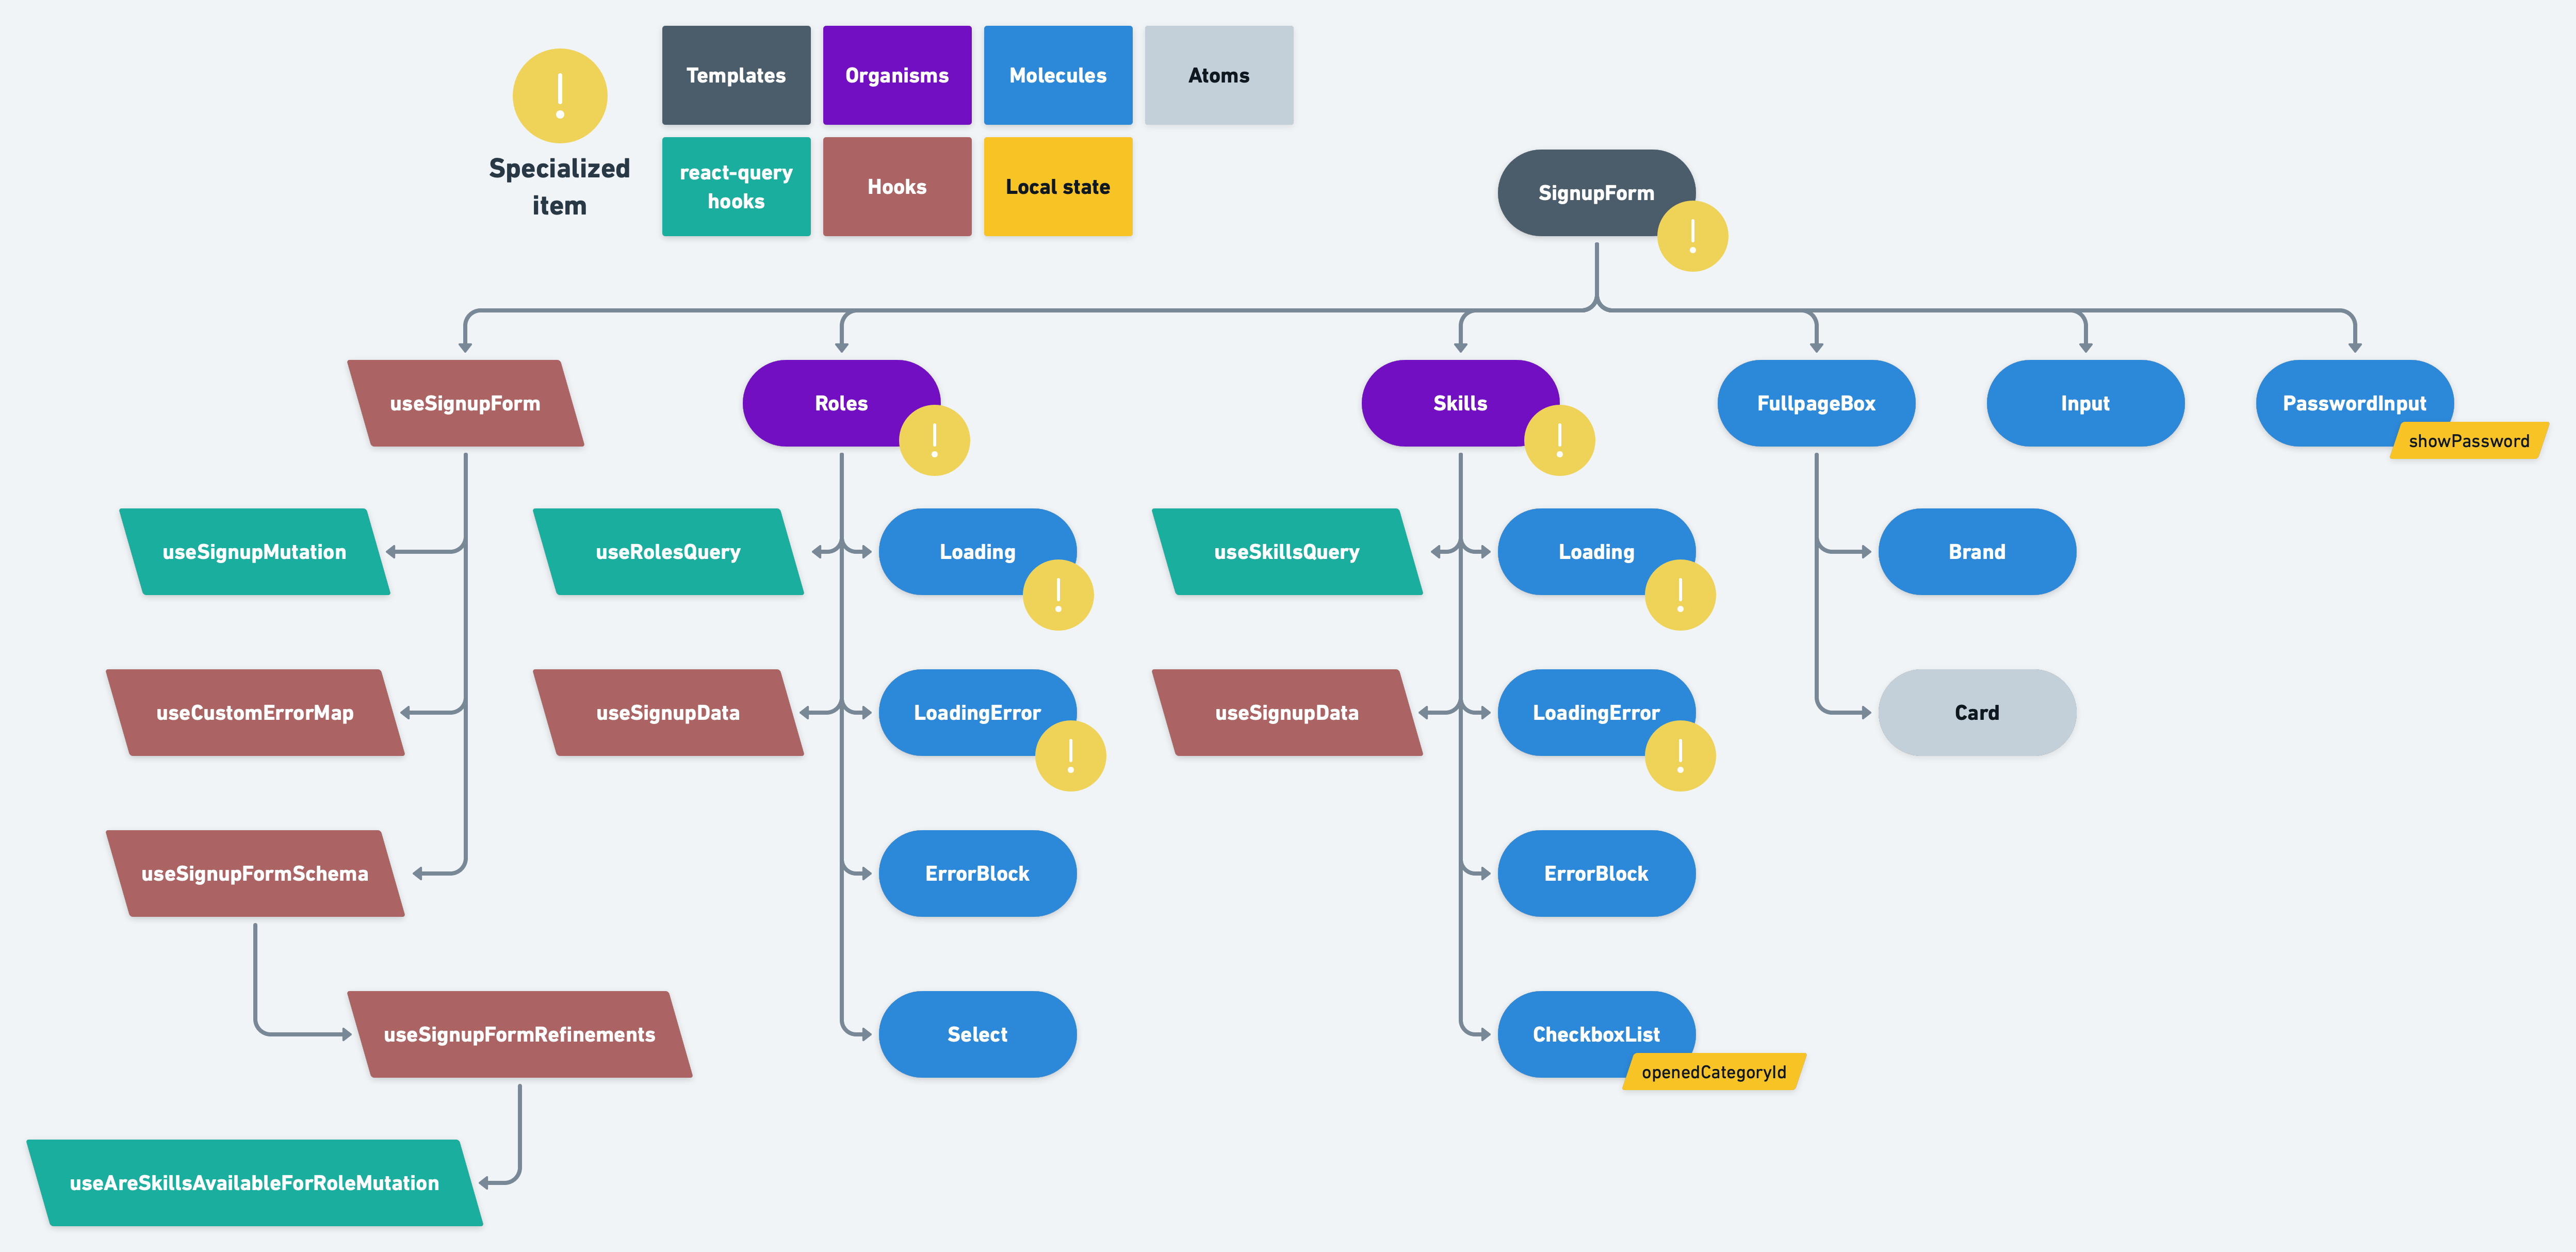 Specialized
item
Templates
Organisms
Molecules
Atoms
react-query
hooks
Hooks
Local state
SignupForm
useSignupForm
Roles
Skills
FullpageBox
Input
PasswordInput
showPassword
useSignupMutation
useRolesQuery
Loading
useSkillsQuery
Loading
Brand
useCustomErrorMap
useSignupData
LoadingError
useSignupData
LoadingError
Card
useSignupFormSchema
ErrorBlock
ErrorBlock
useSignupFormRefinements
Select
CheckboxList
openedCategoryId
useAreSkillsAvailableForRoleMutation